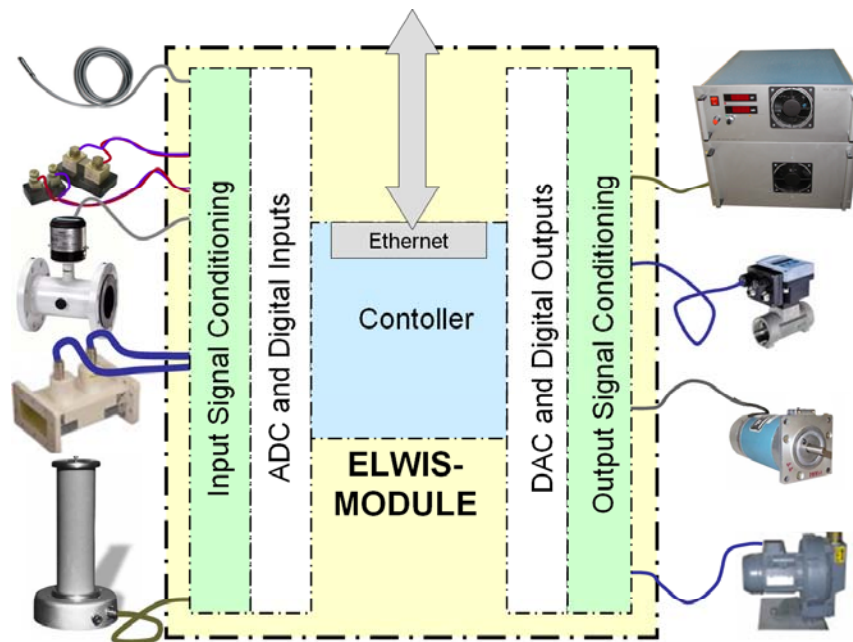 Input Signal Conditioning
ADC and Digital Inputs
Ethernet
Contoller
ELWIS-
MODULE
DAC and Digital Outputs
Output Signal Conditioning